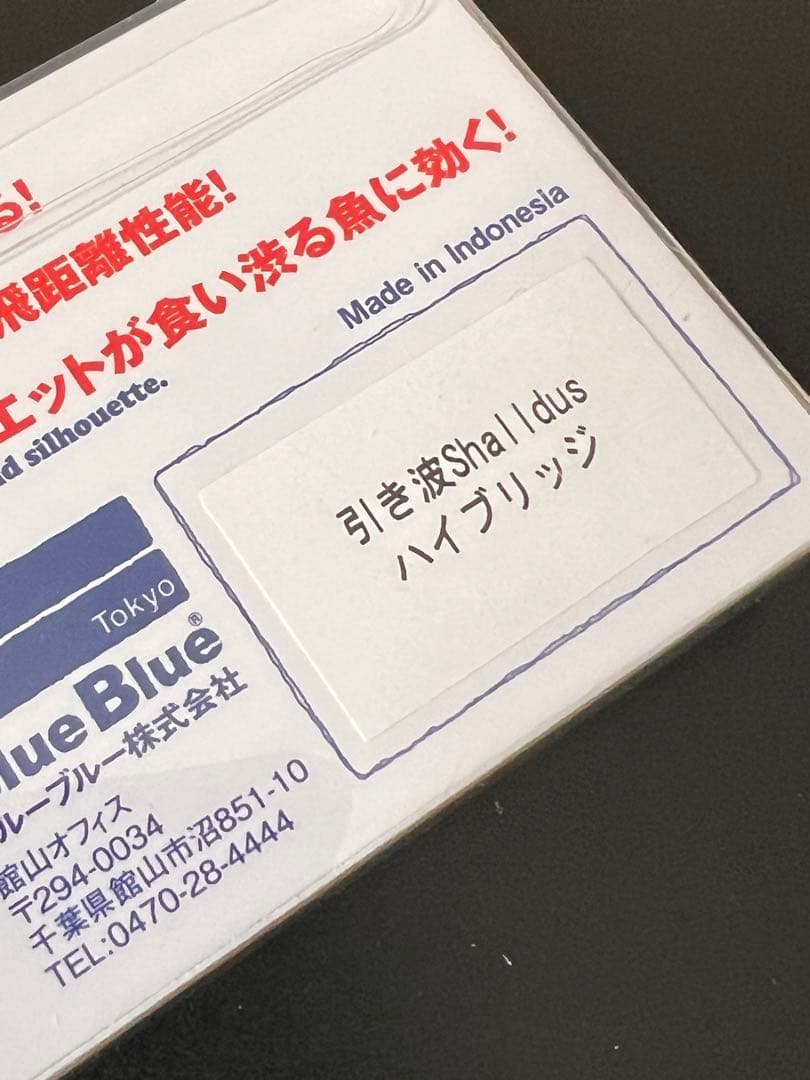 る!
飛距離性能!
エットが食い渋る魚に効く!
silhouette.
Made in Indonesia
引き波Shalldus
ハイブリッジ
Tokyo
lueBlue®
ルーブルー株式会社
館山オフィス
〒294-0034
千葉県館山市沼851-10
TEL:0470-28-4444